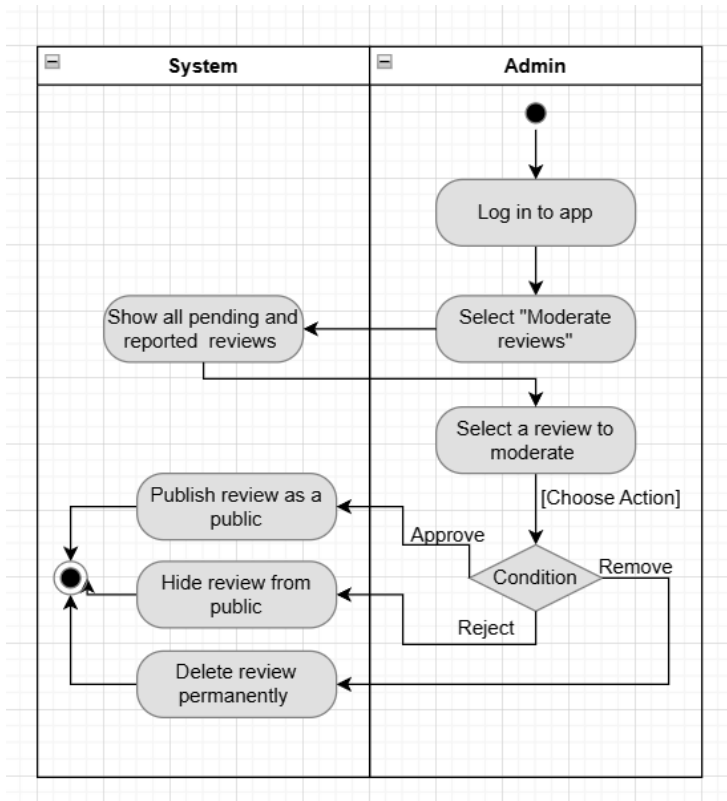 System
Admin
Log in to app
Show all pending and
reported reviews
Select "Moderate
reviews"
Select a review to
moderate
[Choose Action]
Publish review as a
public
Approve
Condition
Remove
Hide review from
public
Reject
Delete review
permanently